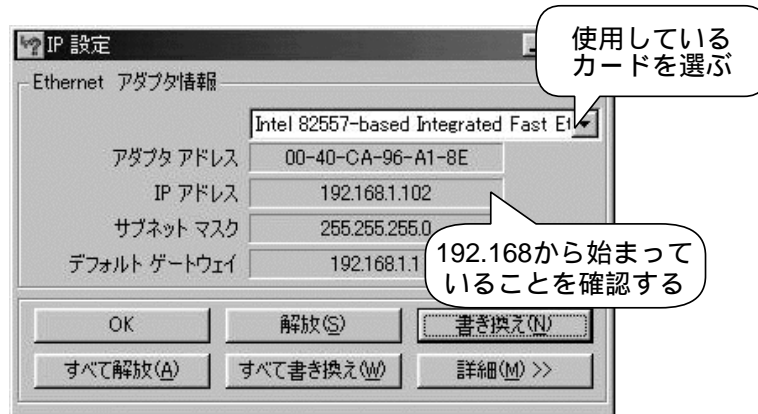 IP 設定
使用している
カードを選ぶ
Ethernet アダプタ情報
Intel 82557-based Integrated Fast Et
アダプタ アドレス 00-40-CA-96-A1-8E
IP アドレス 192.168.1.102
サブネット マスク 255.255.255.0
デフォルト ゲートウェイ 192.168.1.1
192.168から始まって
いることを確認する
OK 解放(S) 書き換え(N)
すべて解放(A) すべて書き換え(W) 詳細(M) >>